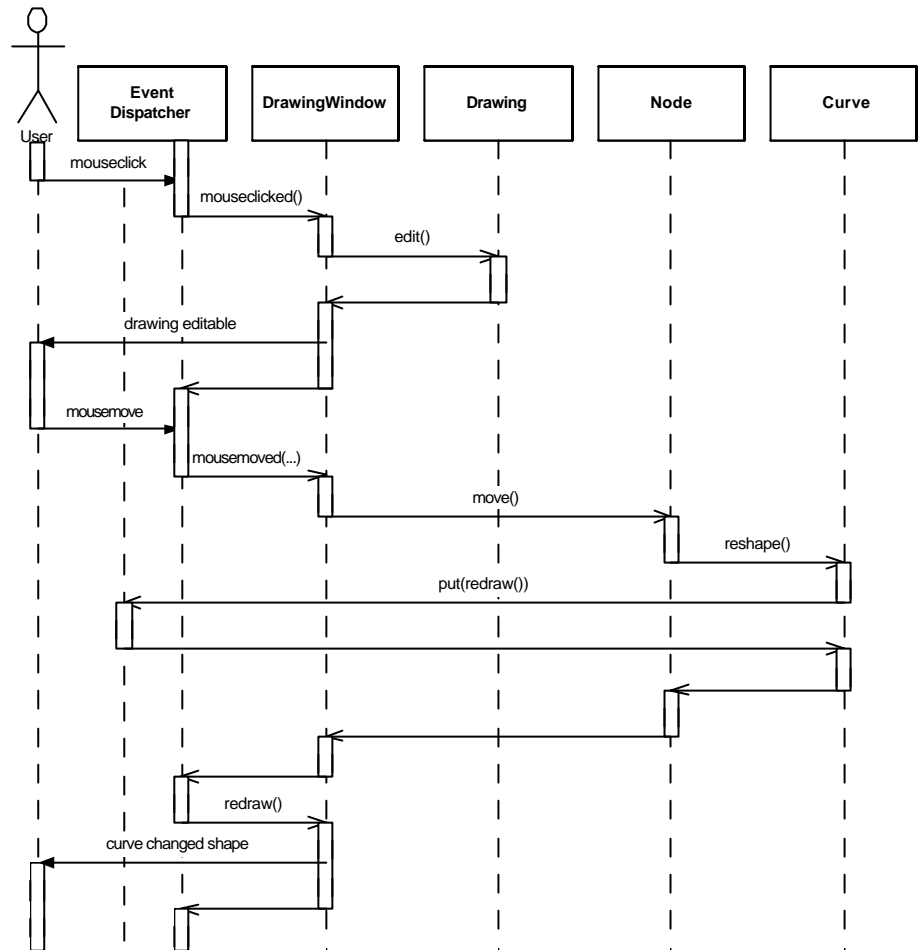 Event
Dispatcher
DrawingWindow
Drawing
Node
Curve
User
mouseclick
mouseclicked()
edit()
drawing editable
mousemove
mousemoved(...)
move()
reshape()
put(redraw())
redraw()
curve changed shape